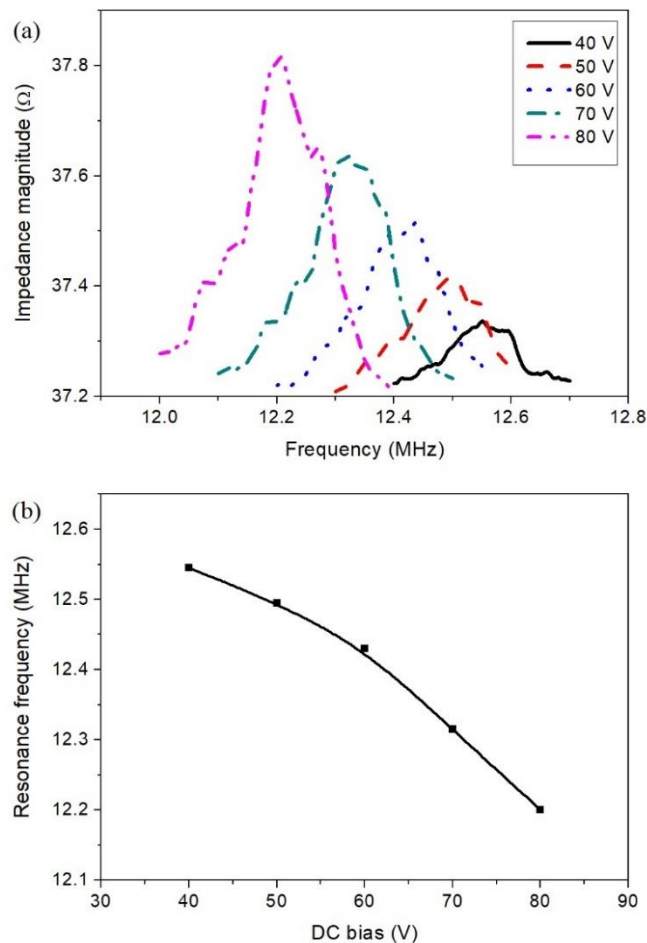 (a)
37.8
37.6
37.4
37.2
Impedance magnitude (Ω)
40 V
50 V
60 V
70 V
80 V
12.0 12.2 12.4 12.6 12.8
Frequency (MHz)
(b)
12.6
12.5
12.4
12.3
12.2
12.1
Resonance frequency (MHz)
30 40 50 60 70 80 90
DC bias (V)